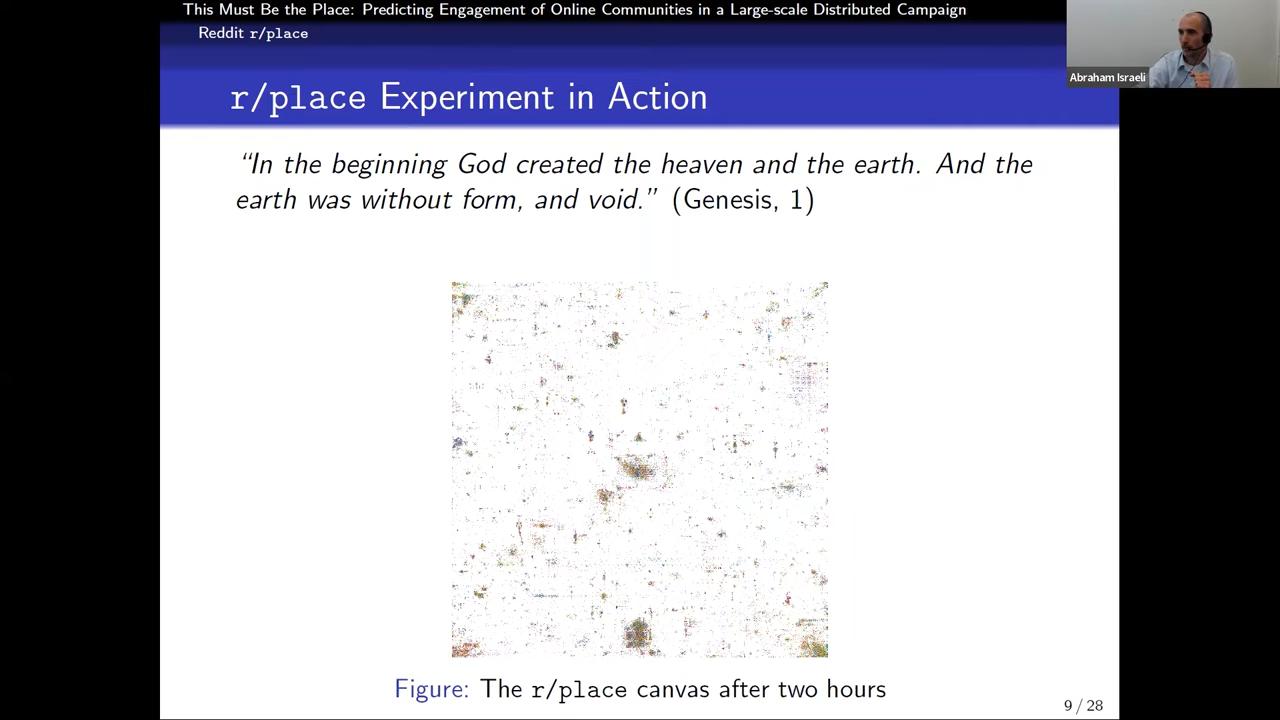 This Must Be the Place: Predicting Engagement of Online Communities in a Large-scale Distributed Campaign
Reddit r/place
Abraham Israeli
r/place Experiment in Action
“In the beginning God created the heaven and the earth. And the
earth was without form, and void.” (Genesis, 1)
Figure: The r/place canvas after two hours
9 / 28